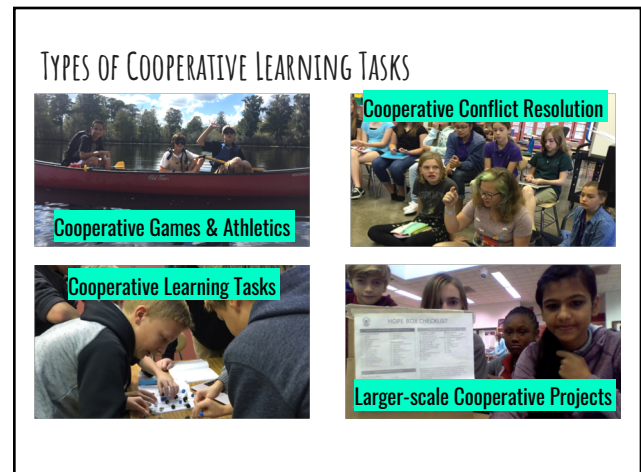 Types of Cooperative Learning Tasks
Cooperative Games & Athletics
Cooperative Conflict Resolution
Cooperative Learning Tasks
HOPE BOX CHECKLIST
Larger-scale Cooperative Projects